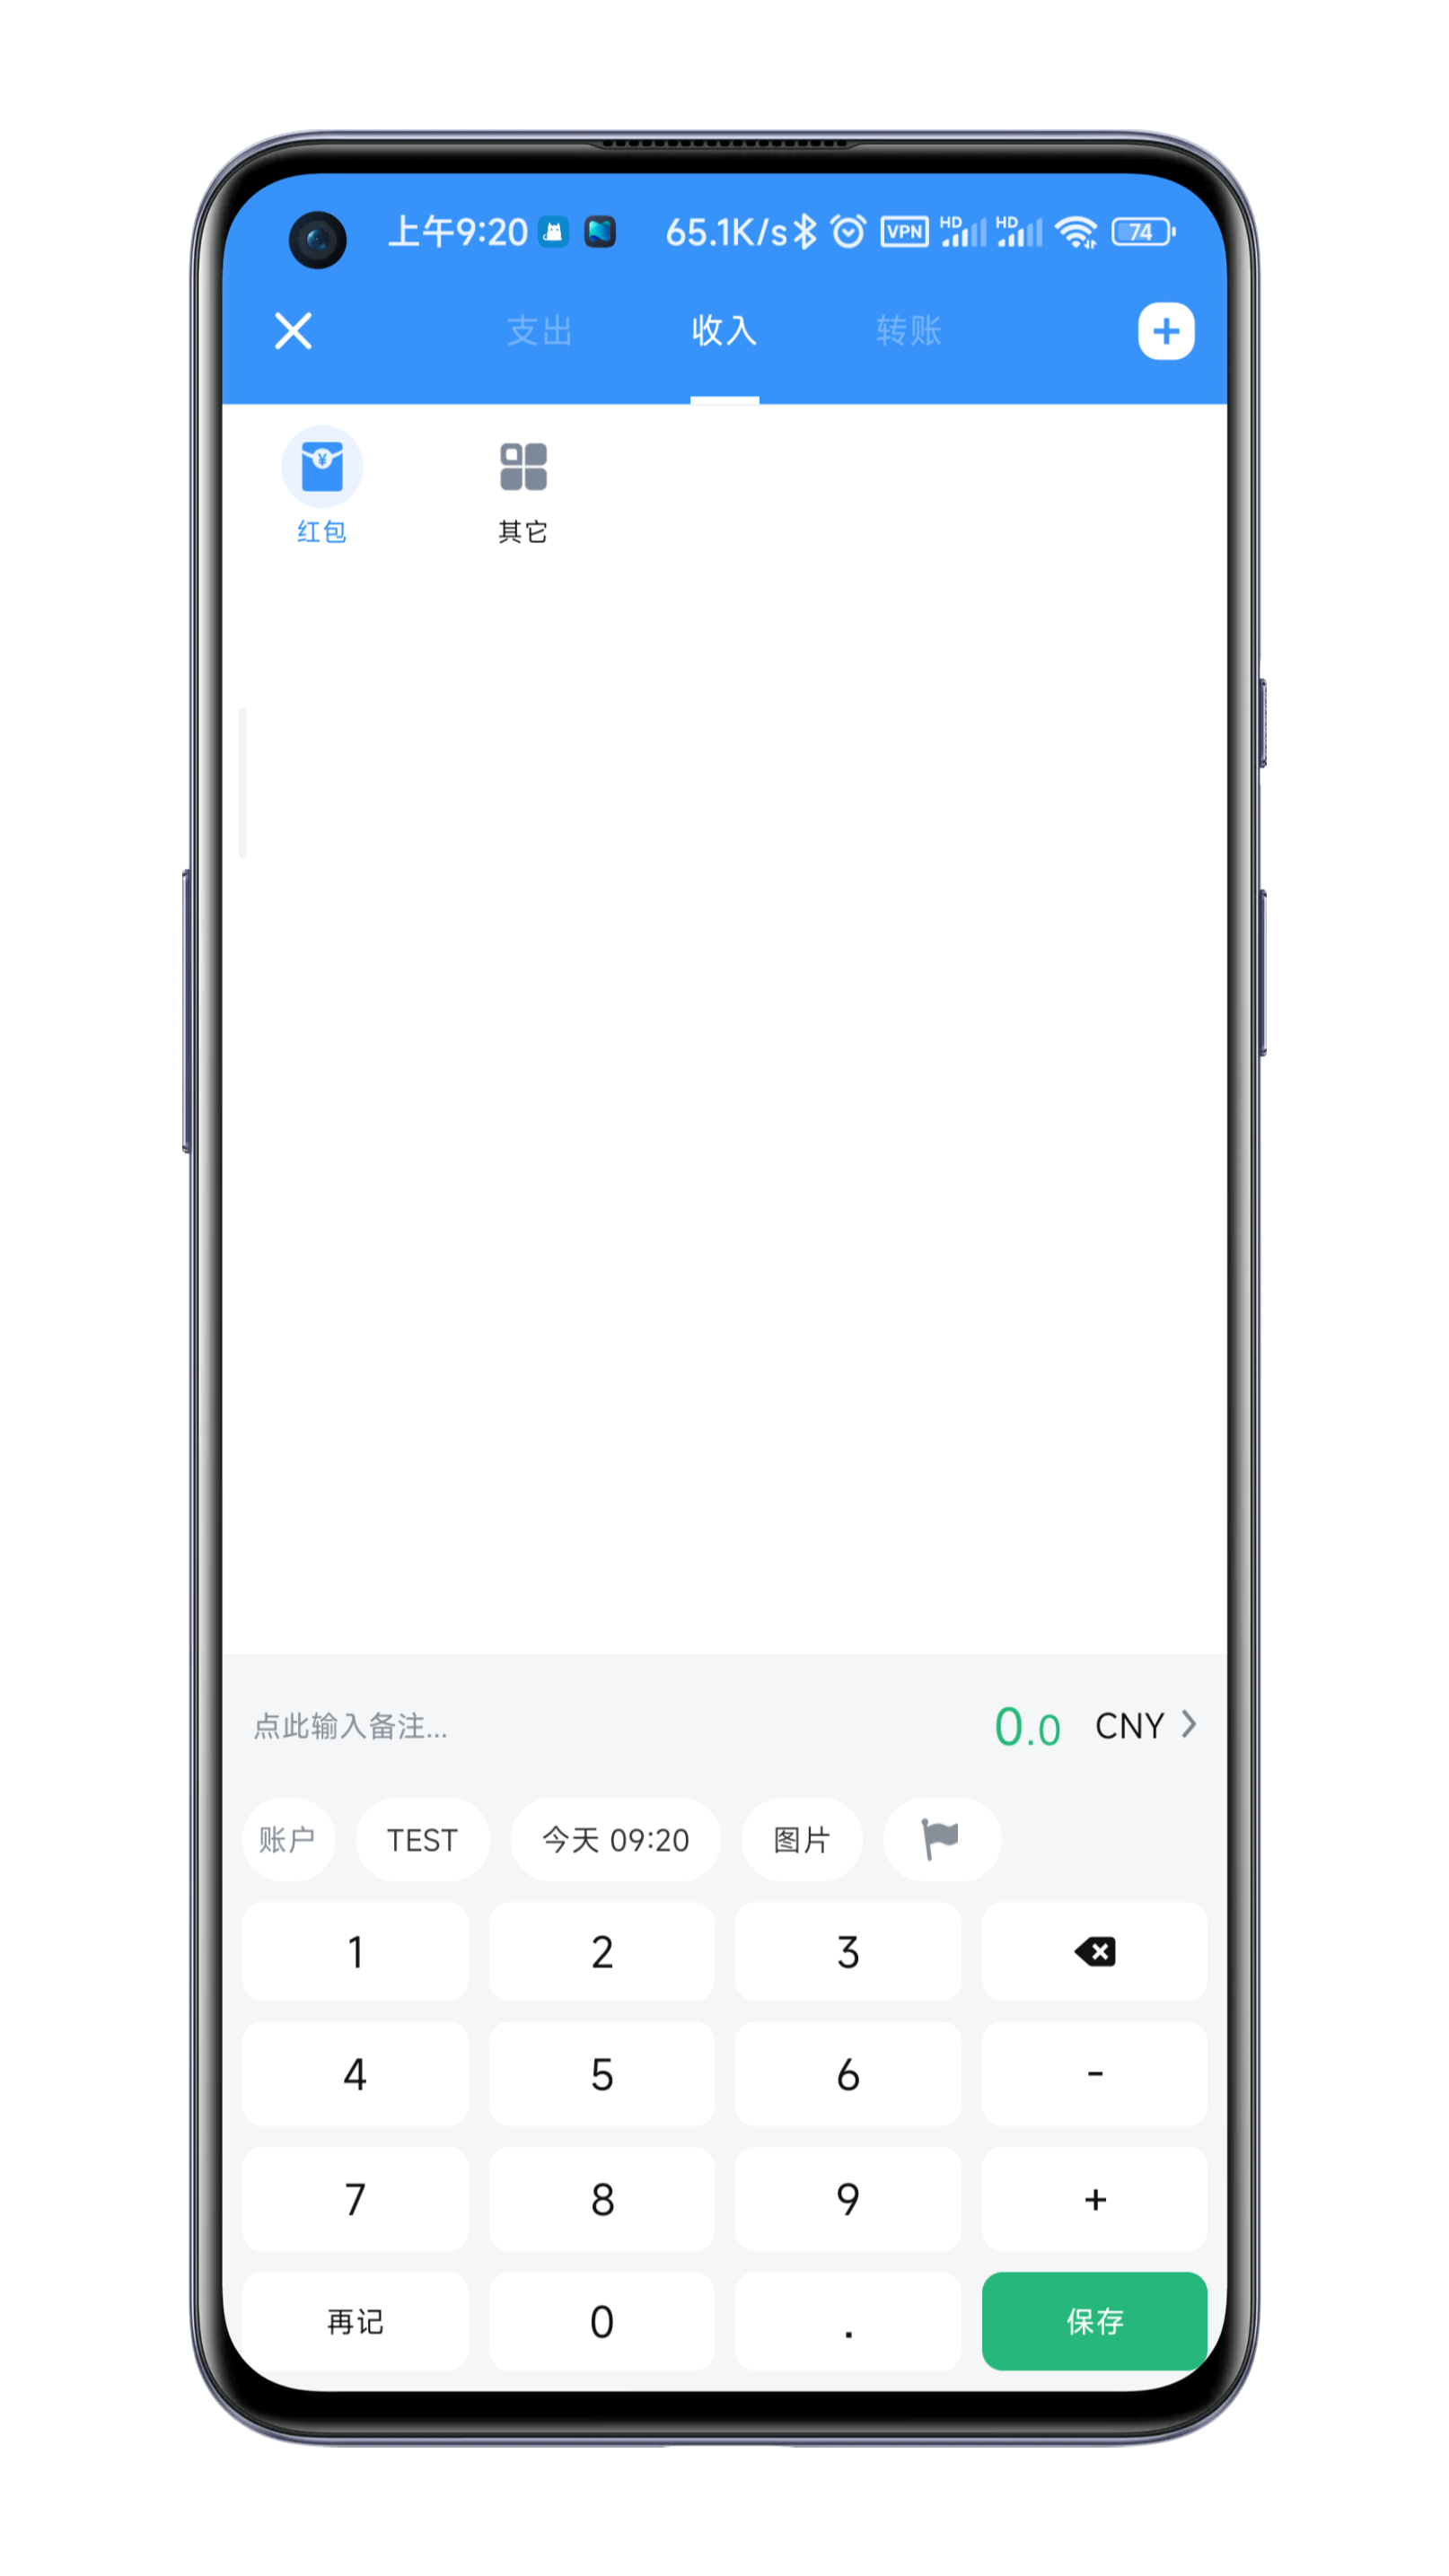 上午9:20 65.1K/s VPN HD HD 74
支出 收入 转账
红包 其它
点此输入备注... 0.0 CNY
账户 TEST 今天 09:20 图片
1 2 3
4 5 6 -
7 8 9 +
再记 0 . 保存